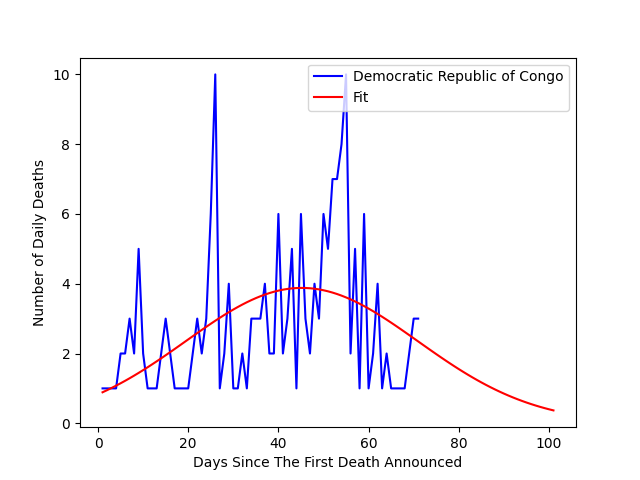 Democratic Republic of Congo
Fit
Number of Daily Deaths
10
8
6
4
2
0
0 20 40 60 80 100
Days Since The First Death Announced